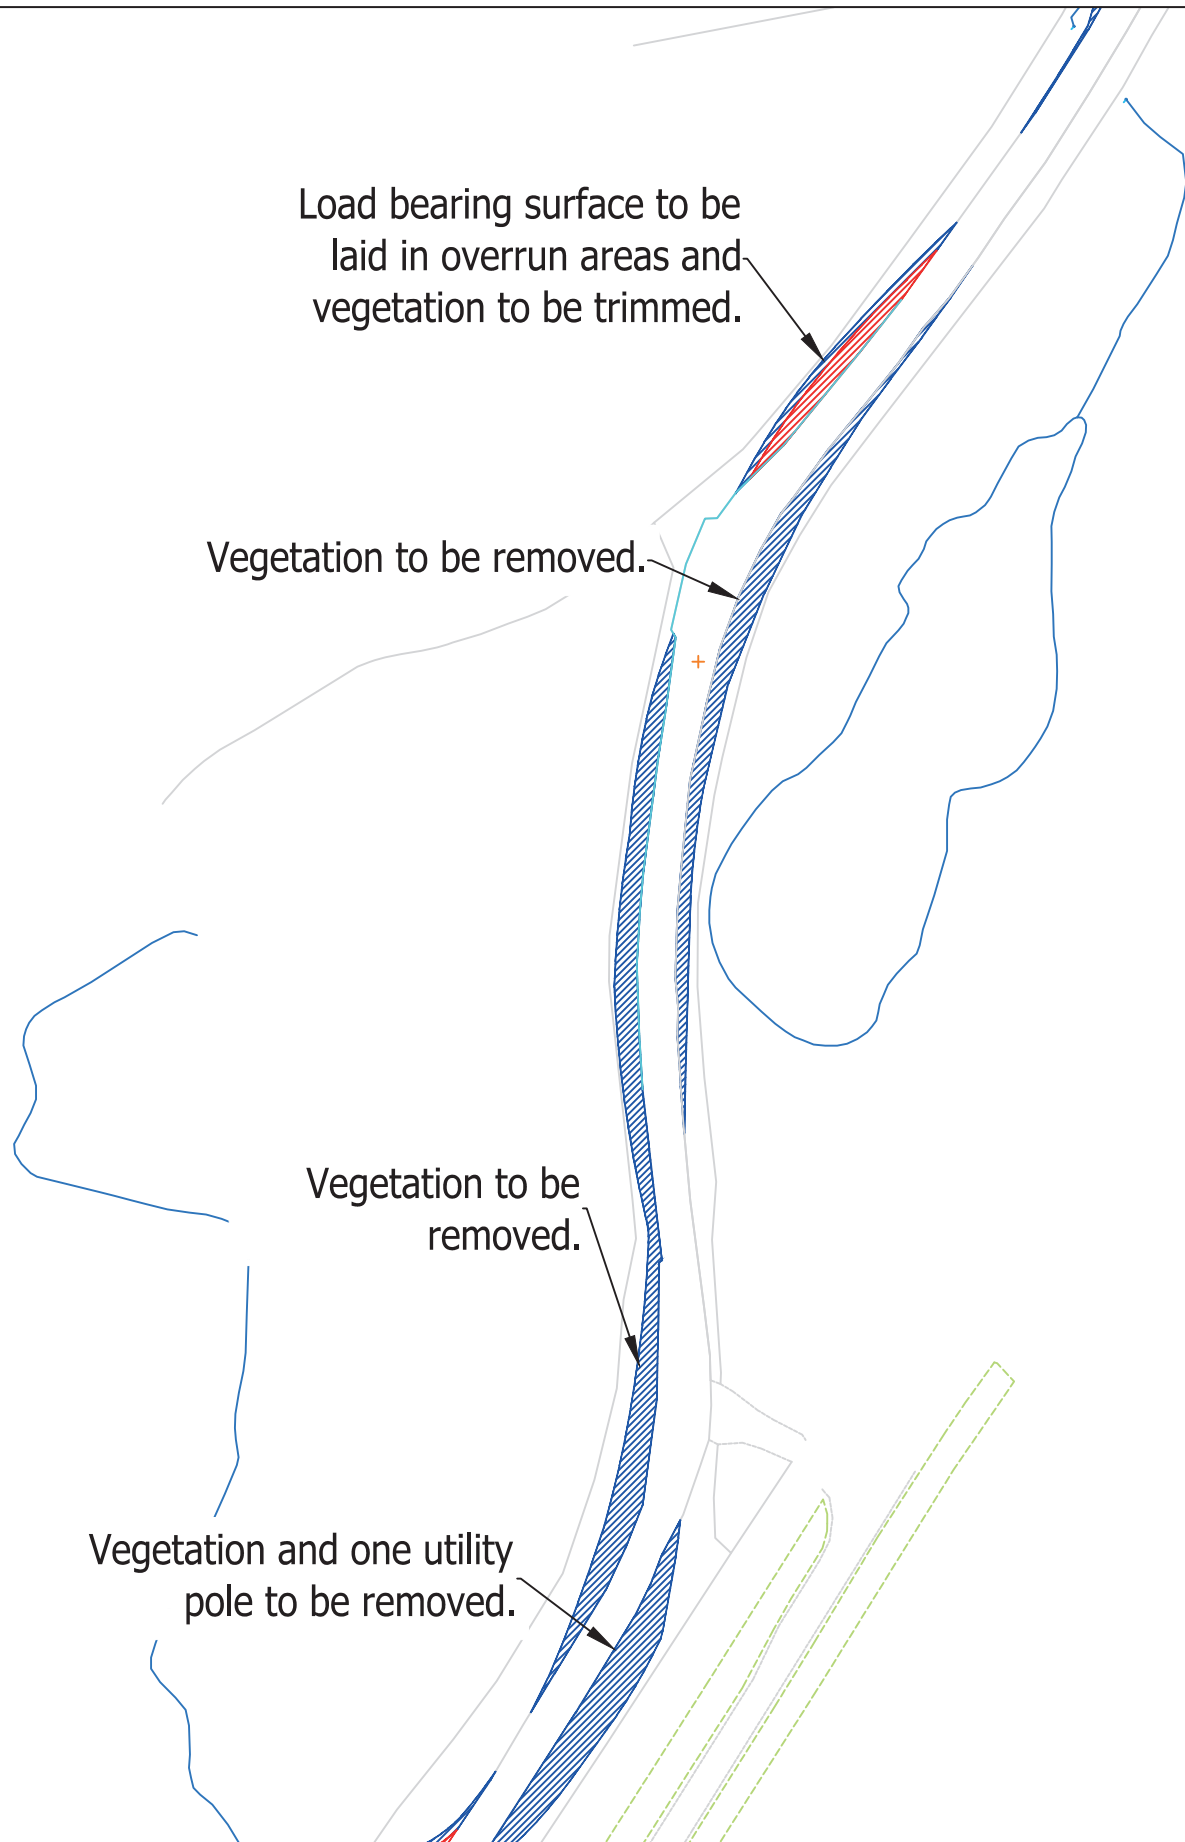 Load bearing surface to be
laid in overrun areas and
vegetation to be trimmed.
Vegetation to be removed.
Vegetation to be
removed.
Vegetation and one utility
pole to be removed.